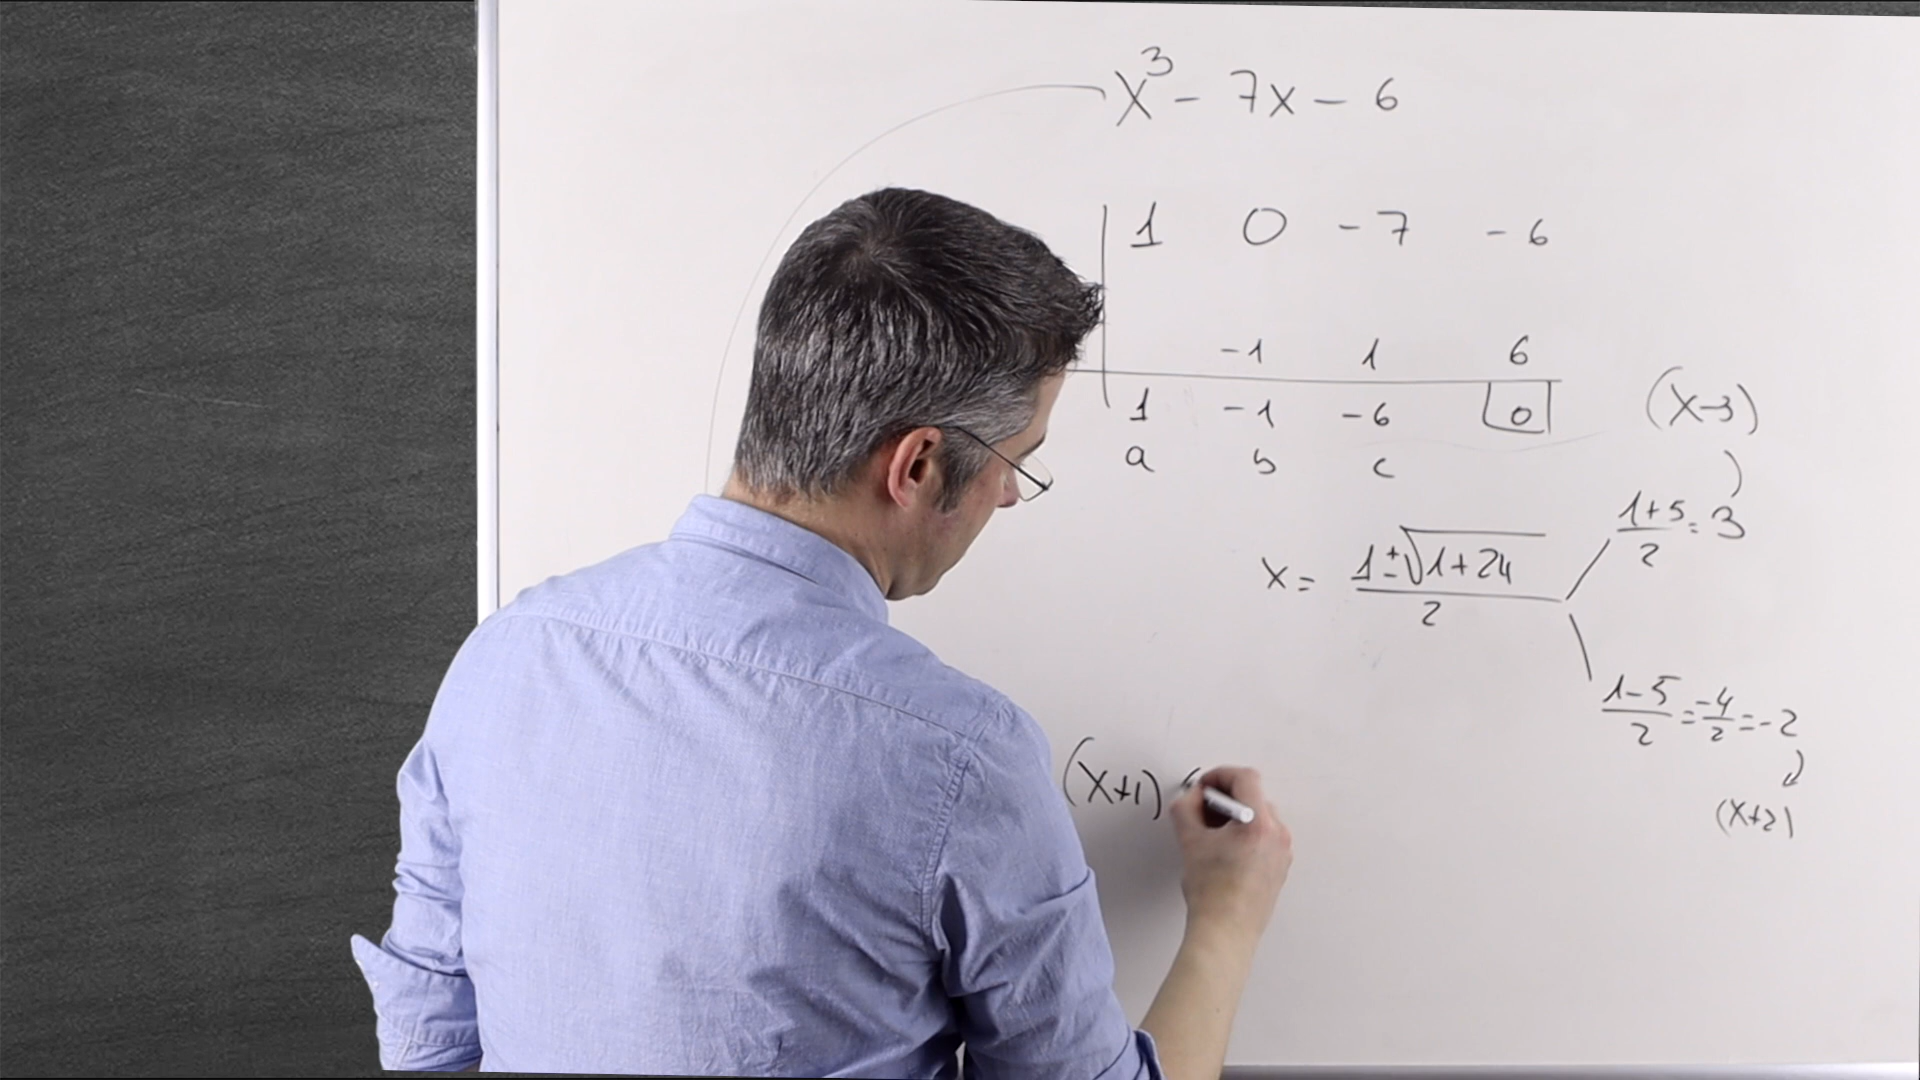 x³ - 7x - 6
1 0 -7 -6
-1 1 6
1 -1 -6 0
a b c
(x-3)
1+5/2 = 3
x = 1±√1+24/2
1-5/2 = -4/2 = -2
(x+2)
(x+1) (